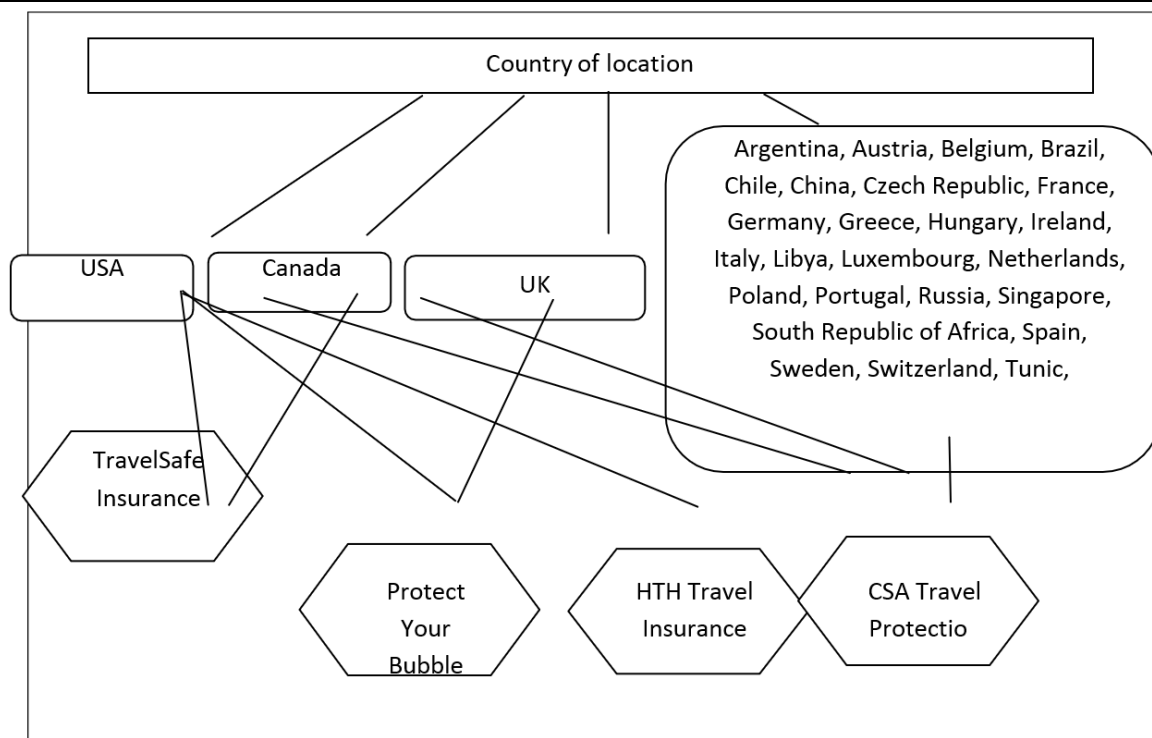 Country of location
Argentina, Austria, Belgium, Brazil,
Chile, China, Czech Republic, France,
Germany, Greece, Hungary, Ireland,
Italy, Libya, Luxembourg, Netherlands,
Poland, Portugal, Russia, Singapore,
South Republic of Africa, Spain,
Sweden, Switzerland, Tunic,
USA
Canada
UK
TravelSafe
Insurance
Protect
Your
Bubble
HTH Travel
Insurance
CSA Travel
Protectio